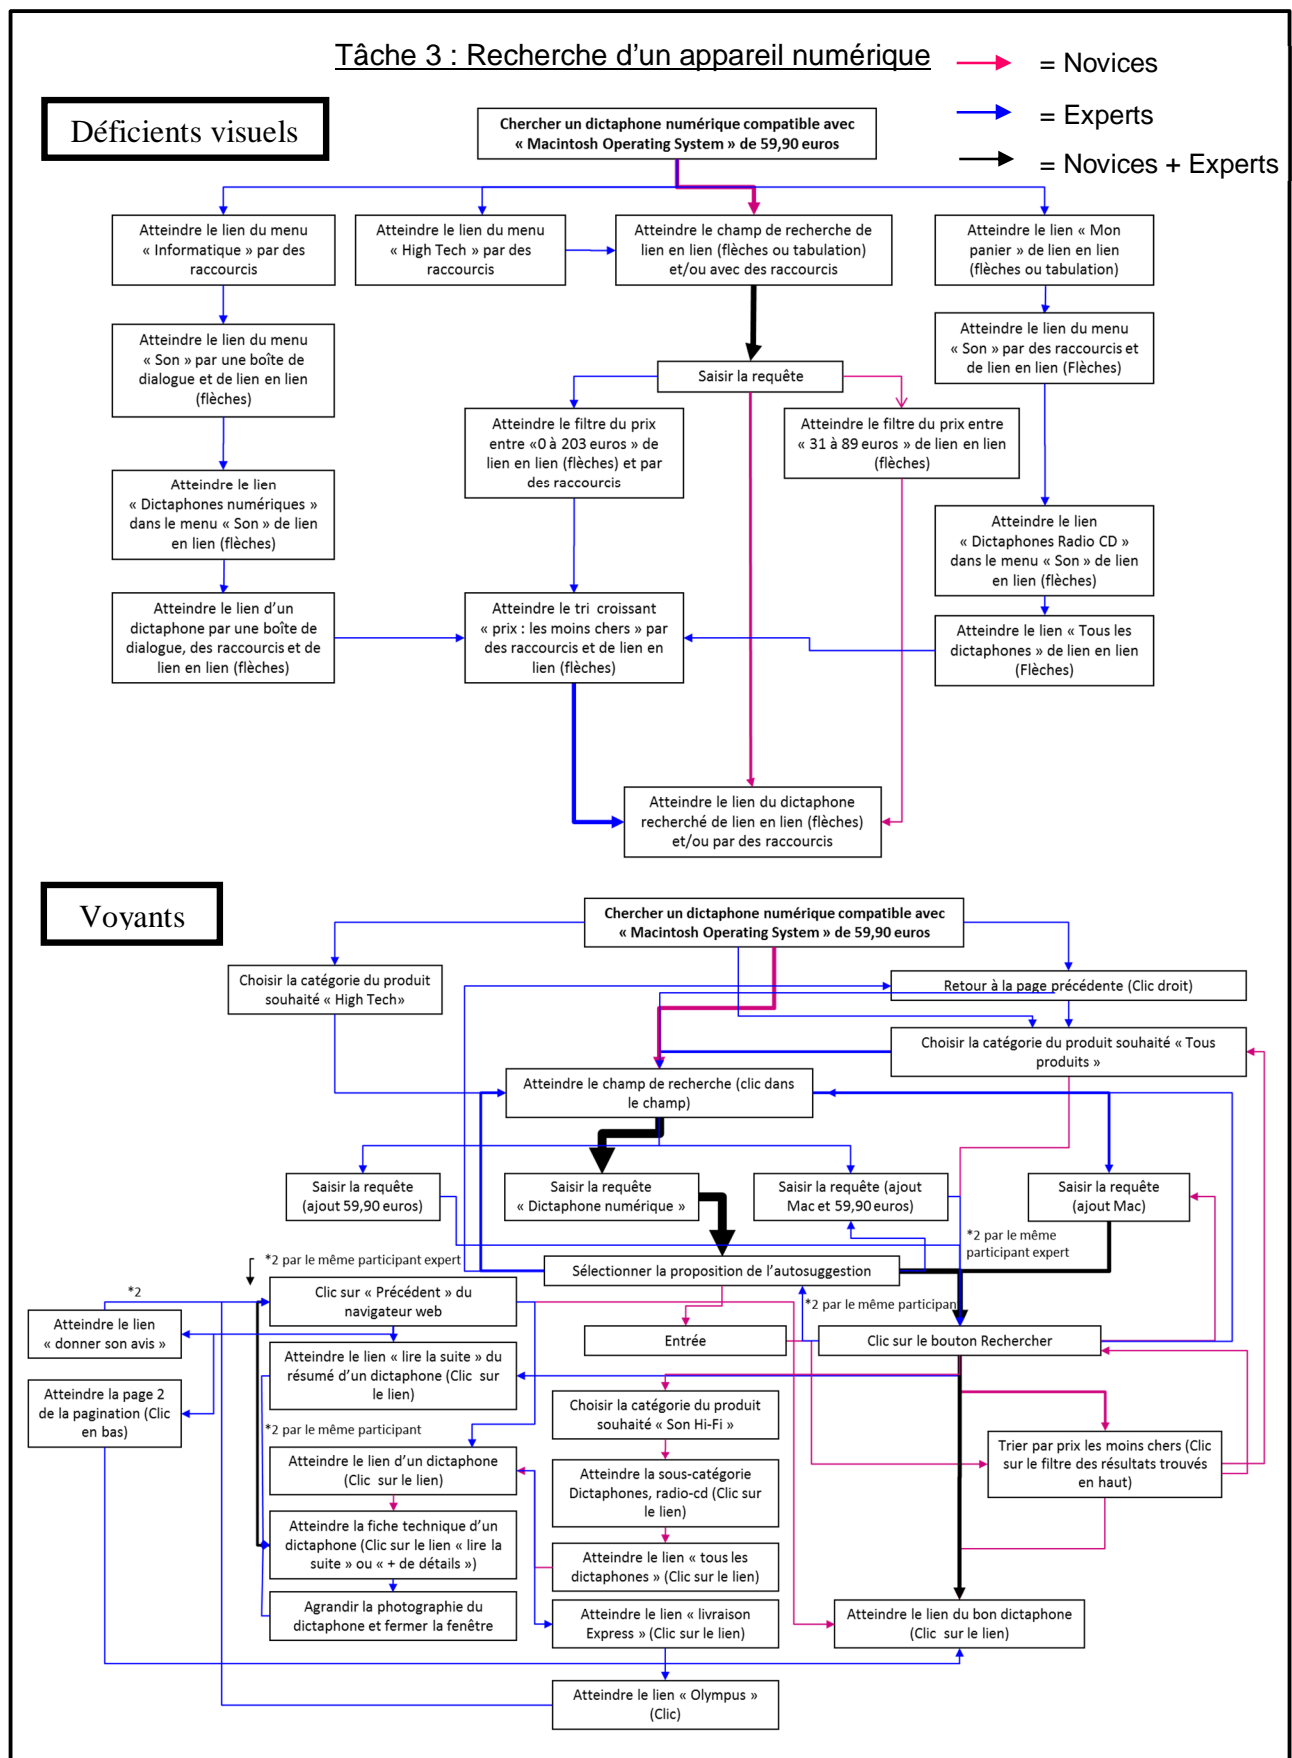 Tâche 3 : Recherche d’un appareil numérique
= Novices
= Experts
= Novices + Experts
Déficients visuels
Chercher un dictaphone numérique compatible avec
« Macintosh Operating System » de 59,90 euros
Atteindre le lien du menu
« Informatique » par des
raccourcis
Atteindre le lien du menu
« High Tech » par des
raccourcis
Atteindre le champ de recherche de
lien en lien (flèches ou tabulation)
et/ou avec des raccourcis
Atteindre le lien « Mon
panier » de lien en lien
(flèches ou tabulation)
Atteindre le lien du menu
« Son » par une boîte de
dialogue et de lien en lien
(flèches)
Saisir la requête
Atteindre le lien du menu
« Son » par des raccourcis et
de lien en lien (Flèches)
Atteindre le filtre du prix
entre «0 à 203 euros » de
lien en lien (flèches) et par
des raccourcis
Atteindre le filtre du prix entre
« 31 à 89 euros » de lien en lien
(flèches)
Atteindre le lien
« Dictaphones numériques »
dans le menu « Son » de lien
en lien (flèches)
Atteindre le lien
« Dictaphones Radio CD »
dans le menu « Son » de lien
en lien (flèches)
Atteindre le lien d’un
dictaphone par une boîte de
dialogue, des raccourcis et de
lien en lien (flèches)
Atteindre le tri croissant
« prix : les moins chers » par
des raccourcis et de lien en
lien (flèches)
Atteindre le lien « Tous les
dictaphones » de lien en lien
(Flèches)
Atteindre le lien du dictaphone
recherché de lien en lien (flèches)
et/ou par des raccourcis
Voyants
Chercher un dictaphone numérique compatible avec
« Macintosh Operating System » de 59,90 euros
Choisir la catégorie du produit
souhaité « High Tech»
Retour à la page précédente (Clic droit)
Choisir la catégorie du produit souhaité « Tous
produits »
Atteindre le champ de recherche (clic dans
le champ)
Saisir la requête
(ajout 59,90 euros)
Saisir la requête
« Dictaphone numérique »
Saisir la requête (ajout
Mac et 59,90 euros)
Saisir la requête
(ajout Mac)
*2 par le même
participant expert
*2 par le même participant expert
Sélectionner la proposition de l’autosuggestion
*2
Clic sur « Précédent » du
navigateur web
*2 par le même participant
Atteindre le lien
« donner son avis »
Entrée
Clic sur le bouton Rechercher
Atteindre le lien « lire la suite » du
résumé d’un dictaphone (Clic sur
le lien)
Atteindre la page 2
de la pagination (Clic
en bas)
Choisir la catégorie du produit
souhaité « Son Hi-Fi »
*2 par le même participant
Atteindre le lien d’un dictaphone
(Clic sur le lien)
Atteindre la sous-catégorie
Dictaphones, radio-cd (Clic sur
le lien)
Trier par prix les moins chers (Clic
sur le filtre des résultats trouvés
en haut)
Atteindre la fiche technique d’un
dictaphone (Clic sur le lien « lire la
suite » ou « + de détails »)
Atteindre le lien « tous les
dictaphones » (Clic sur le lien)
Agrandir la photographie du
dictaphone et fermer la fenêtre
Atteindre le lien « livraison
Express » (Clic sur le lien)
Atteindre le lien du bon dictaphone
(Clic sur le lien)
Atteindre le lien « Olympus »
(Clic)